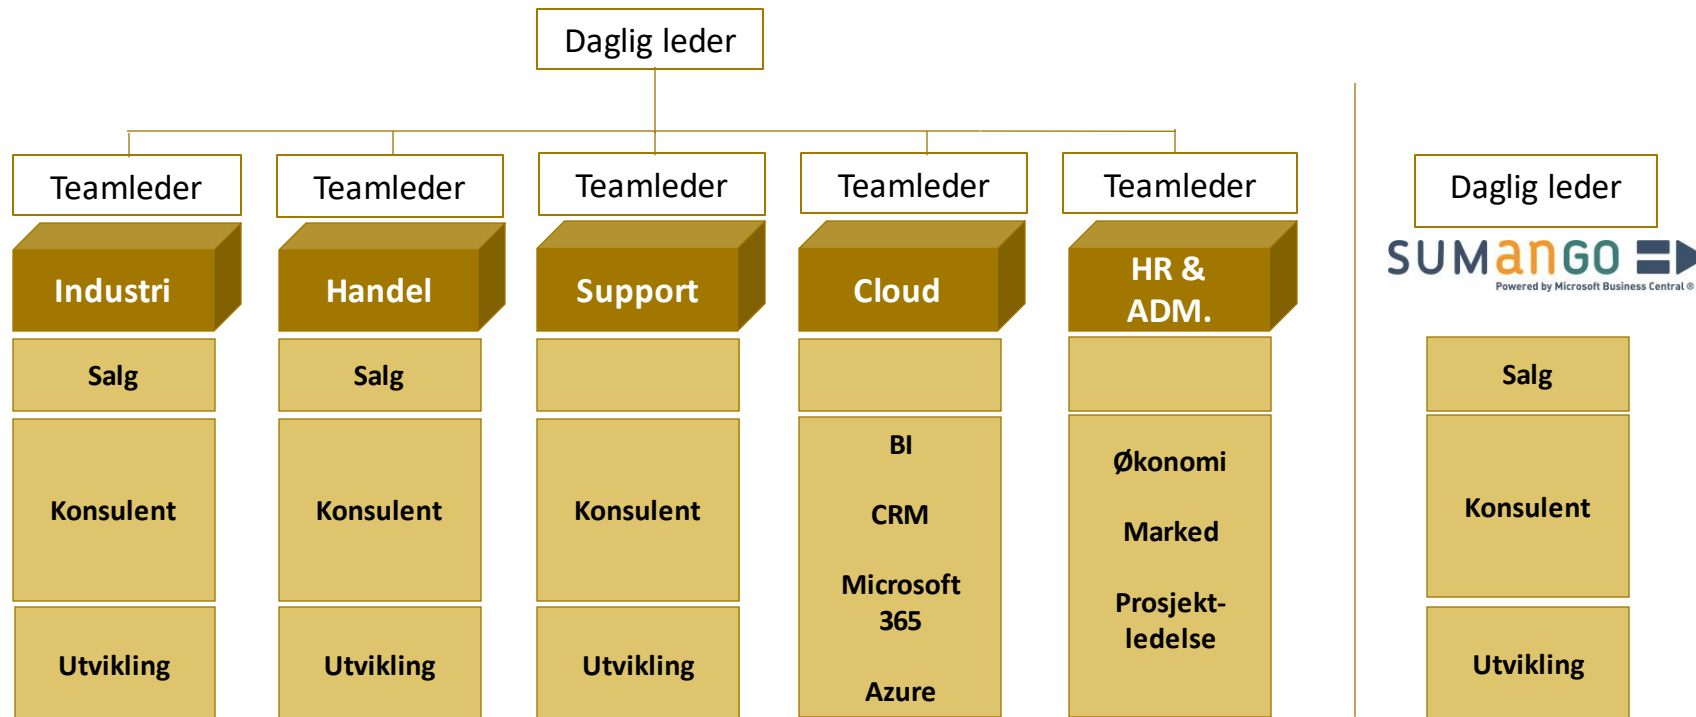 Daglig leder
Teamleder
Teamleder
Teamleder
Teamleder
Teamleder
Daglig leder
Industri
Handel
Support
Cloud
HR &
ADM.
SUManGO
Powered by Microsoft Business Central ®
Salg
Salg
Salg
Konsulent
Konsulent
Konsulent
BI
CRM
Microsoft
365
Azure
Økonomi
Marked
Prosjekt-
ledelse
Konsulent
Utvikling
Utvikling
Utvikling
Utvikling